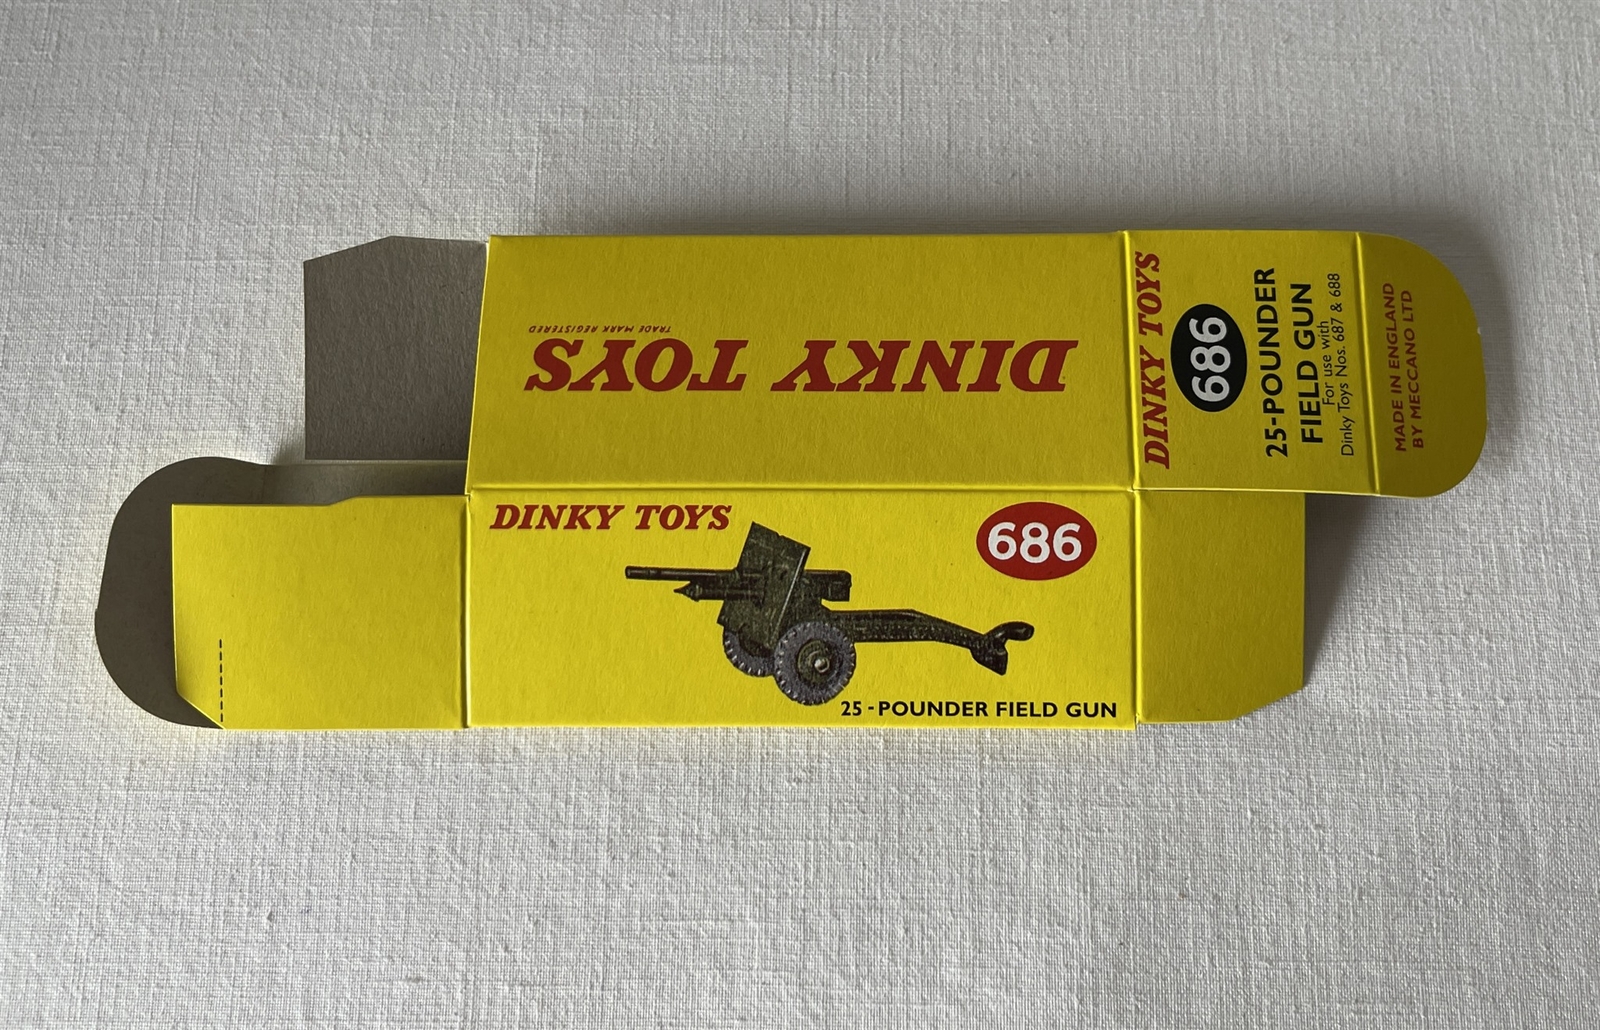 TRADE MARK REGISTERED
DINKY TOYS
DINKY TOYS
686
25-POUNDER
FIELD GUN
For use with
Dinky Toys Nos. 687 & 688
MADE IN ENGLAND
BY MECCANO LTD
DINKY TOYS
686
25-POUNDER FIELD GUN